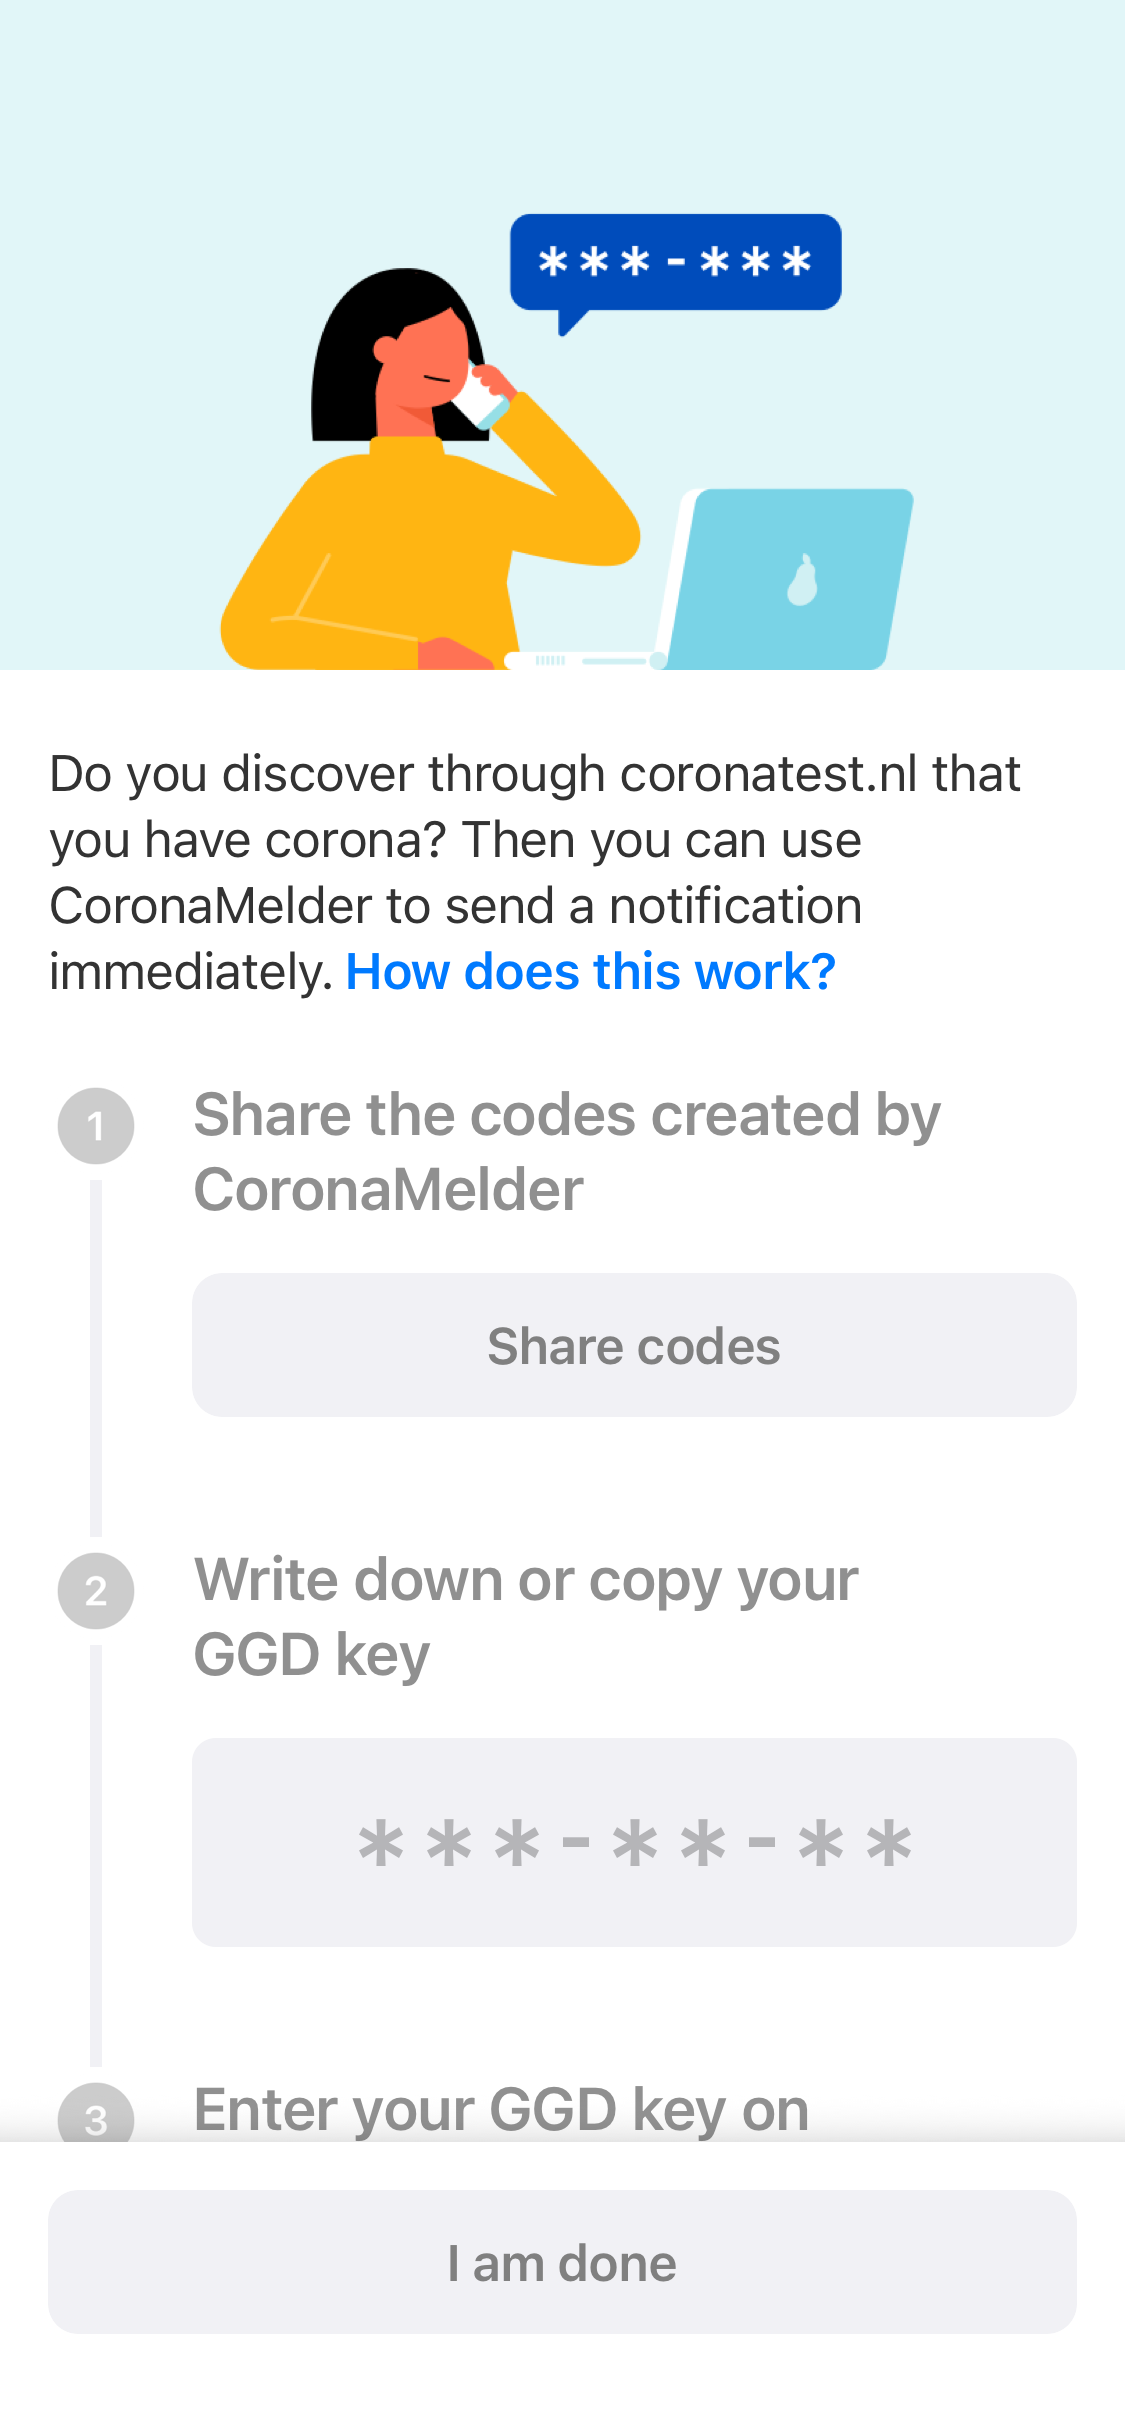 ***-***
Do you discover through coronatest.nl that
you have corona? Then you can use
CoronaMelder to send a notification
immediately. How does this work?
1
Share the codes created by
CoronaMelder
Share codes
2
Write down or copy your
GGD key
***-**-**
3
Enter your GGD key on
I am done